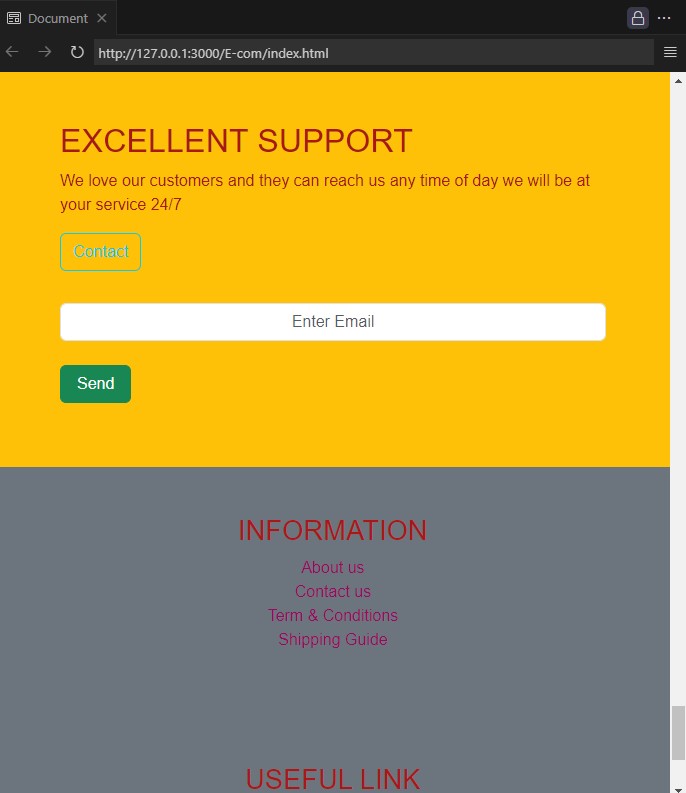 Document
http://127.0.0.1:3000/E-com/index.html
EXCELLENT SUPPORT
We love our customers and they can reach us any time of day we will be at
your service 24/7
Contact
Enter Email
Send
INFORMATION
About us
Contact us
Term & Conditions
Shipping Guide
USEFUL LINK